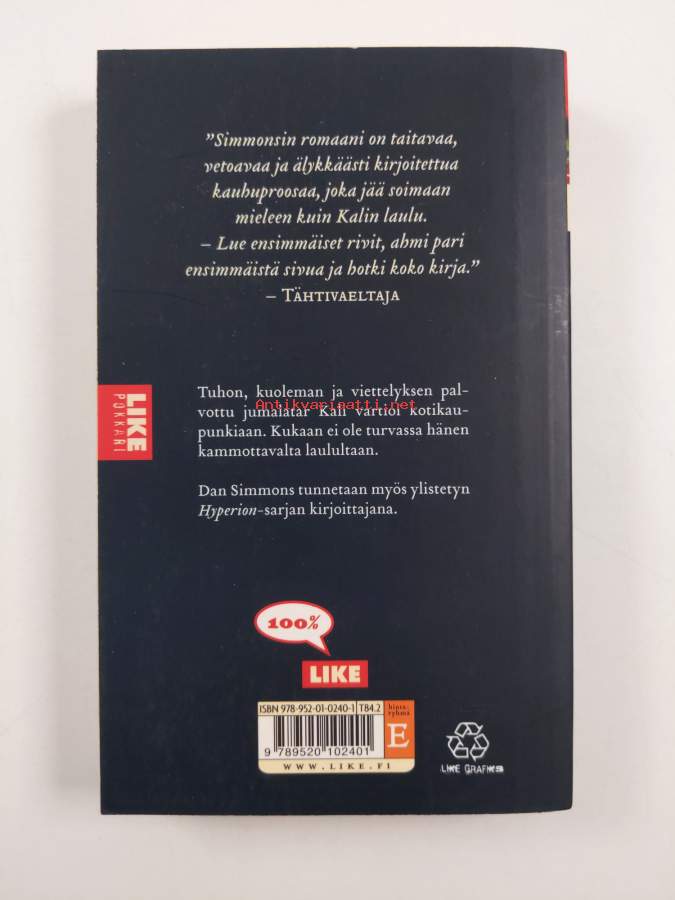 ”Simmonsin romaani on taitavaa,
vetoavaa ja älykkäästi kirjoitettua
kauhuproosaa, joka jää soimaan
mieleen kuin Kalin laulu.
– Lue ensimmäiset rivit, ahmi pari
ensimmäistä sivua ja hotki koko kirja.”
– Tähtivaeltaja
Tuhon, kuoleman ja viettelyksen pal-
vottu jumalatar Kali vartioi kotikau-
Antikvariaatti.net
punkiaan. Kukaan ei ole turvassa hänen
kammottavalta laulultaan.
LIKE
POKKARI
Dan Simmons tunnetaan myös ylistetyn
Hyperion-sarjan kirjoittajana.
100%
LIKE
ISBN 978-952-01-0240-1 T84.2
hinta-
ryhmä
E
9 789520 102401
WWW.LIKE.FI
LIKE GRAFIKS